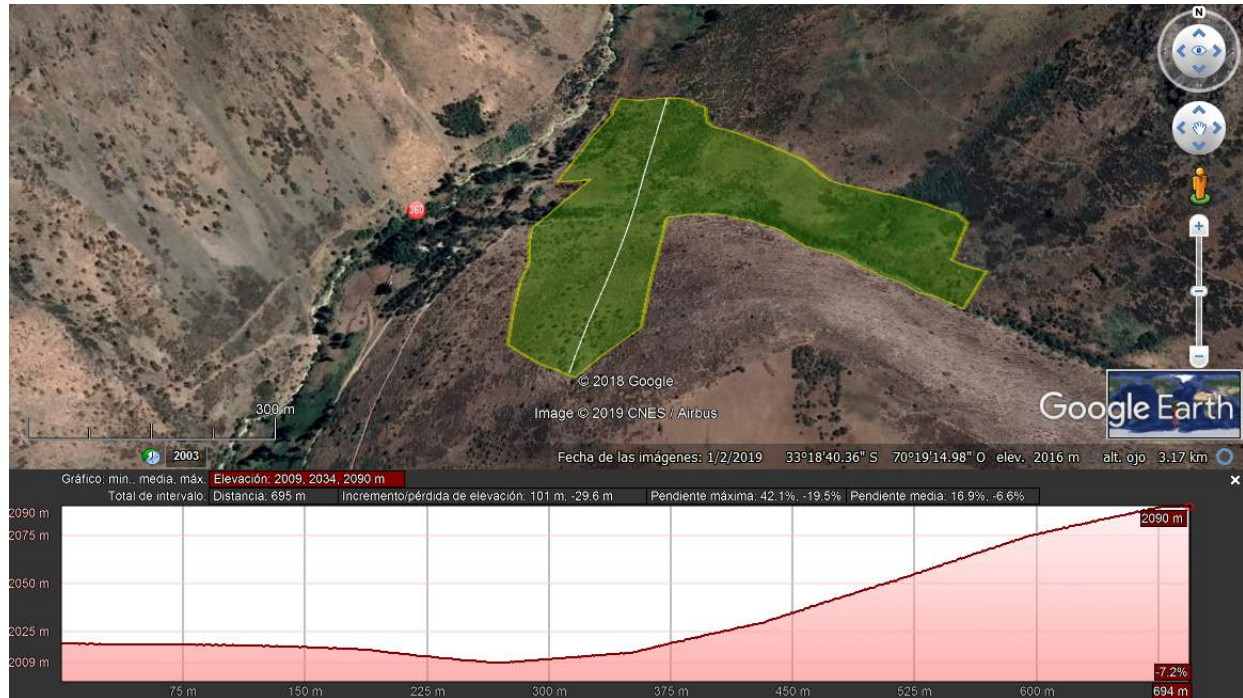 N
360
© 2018 Google
300 m
Image © 2019 CNES / Airbus
Google Earth
2003
Fecha de las imágenes: 1/2/2019 33°18'40.36" S 70°19'14.98" O elev. 2016 m alt. ojo 3.17 km
Gráfico: min., media, máx. Elevación: 2009, 2034, 2090 m
Total de intervalo: Distancia: 695 m Incremento/pérdida de elevación: 101 m, -29.6 m Pendiente máxima: 42.1%, -19.5% Pendiente media: 16.9%, -6.6%
2090 m
2090 m
2075 m
2050 m
2025 m
2009 m
-7.2%
75 m 150 m 225 m 300 m 375 m 450 m 525 m 600 m 694 m